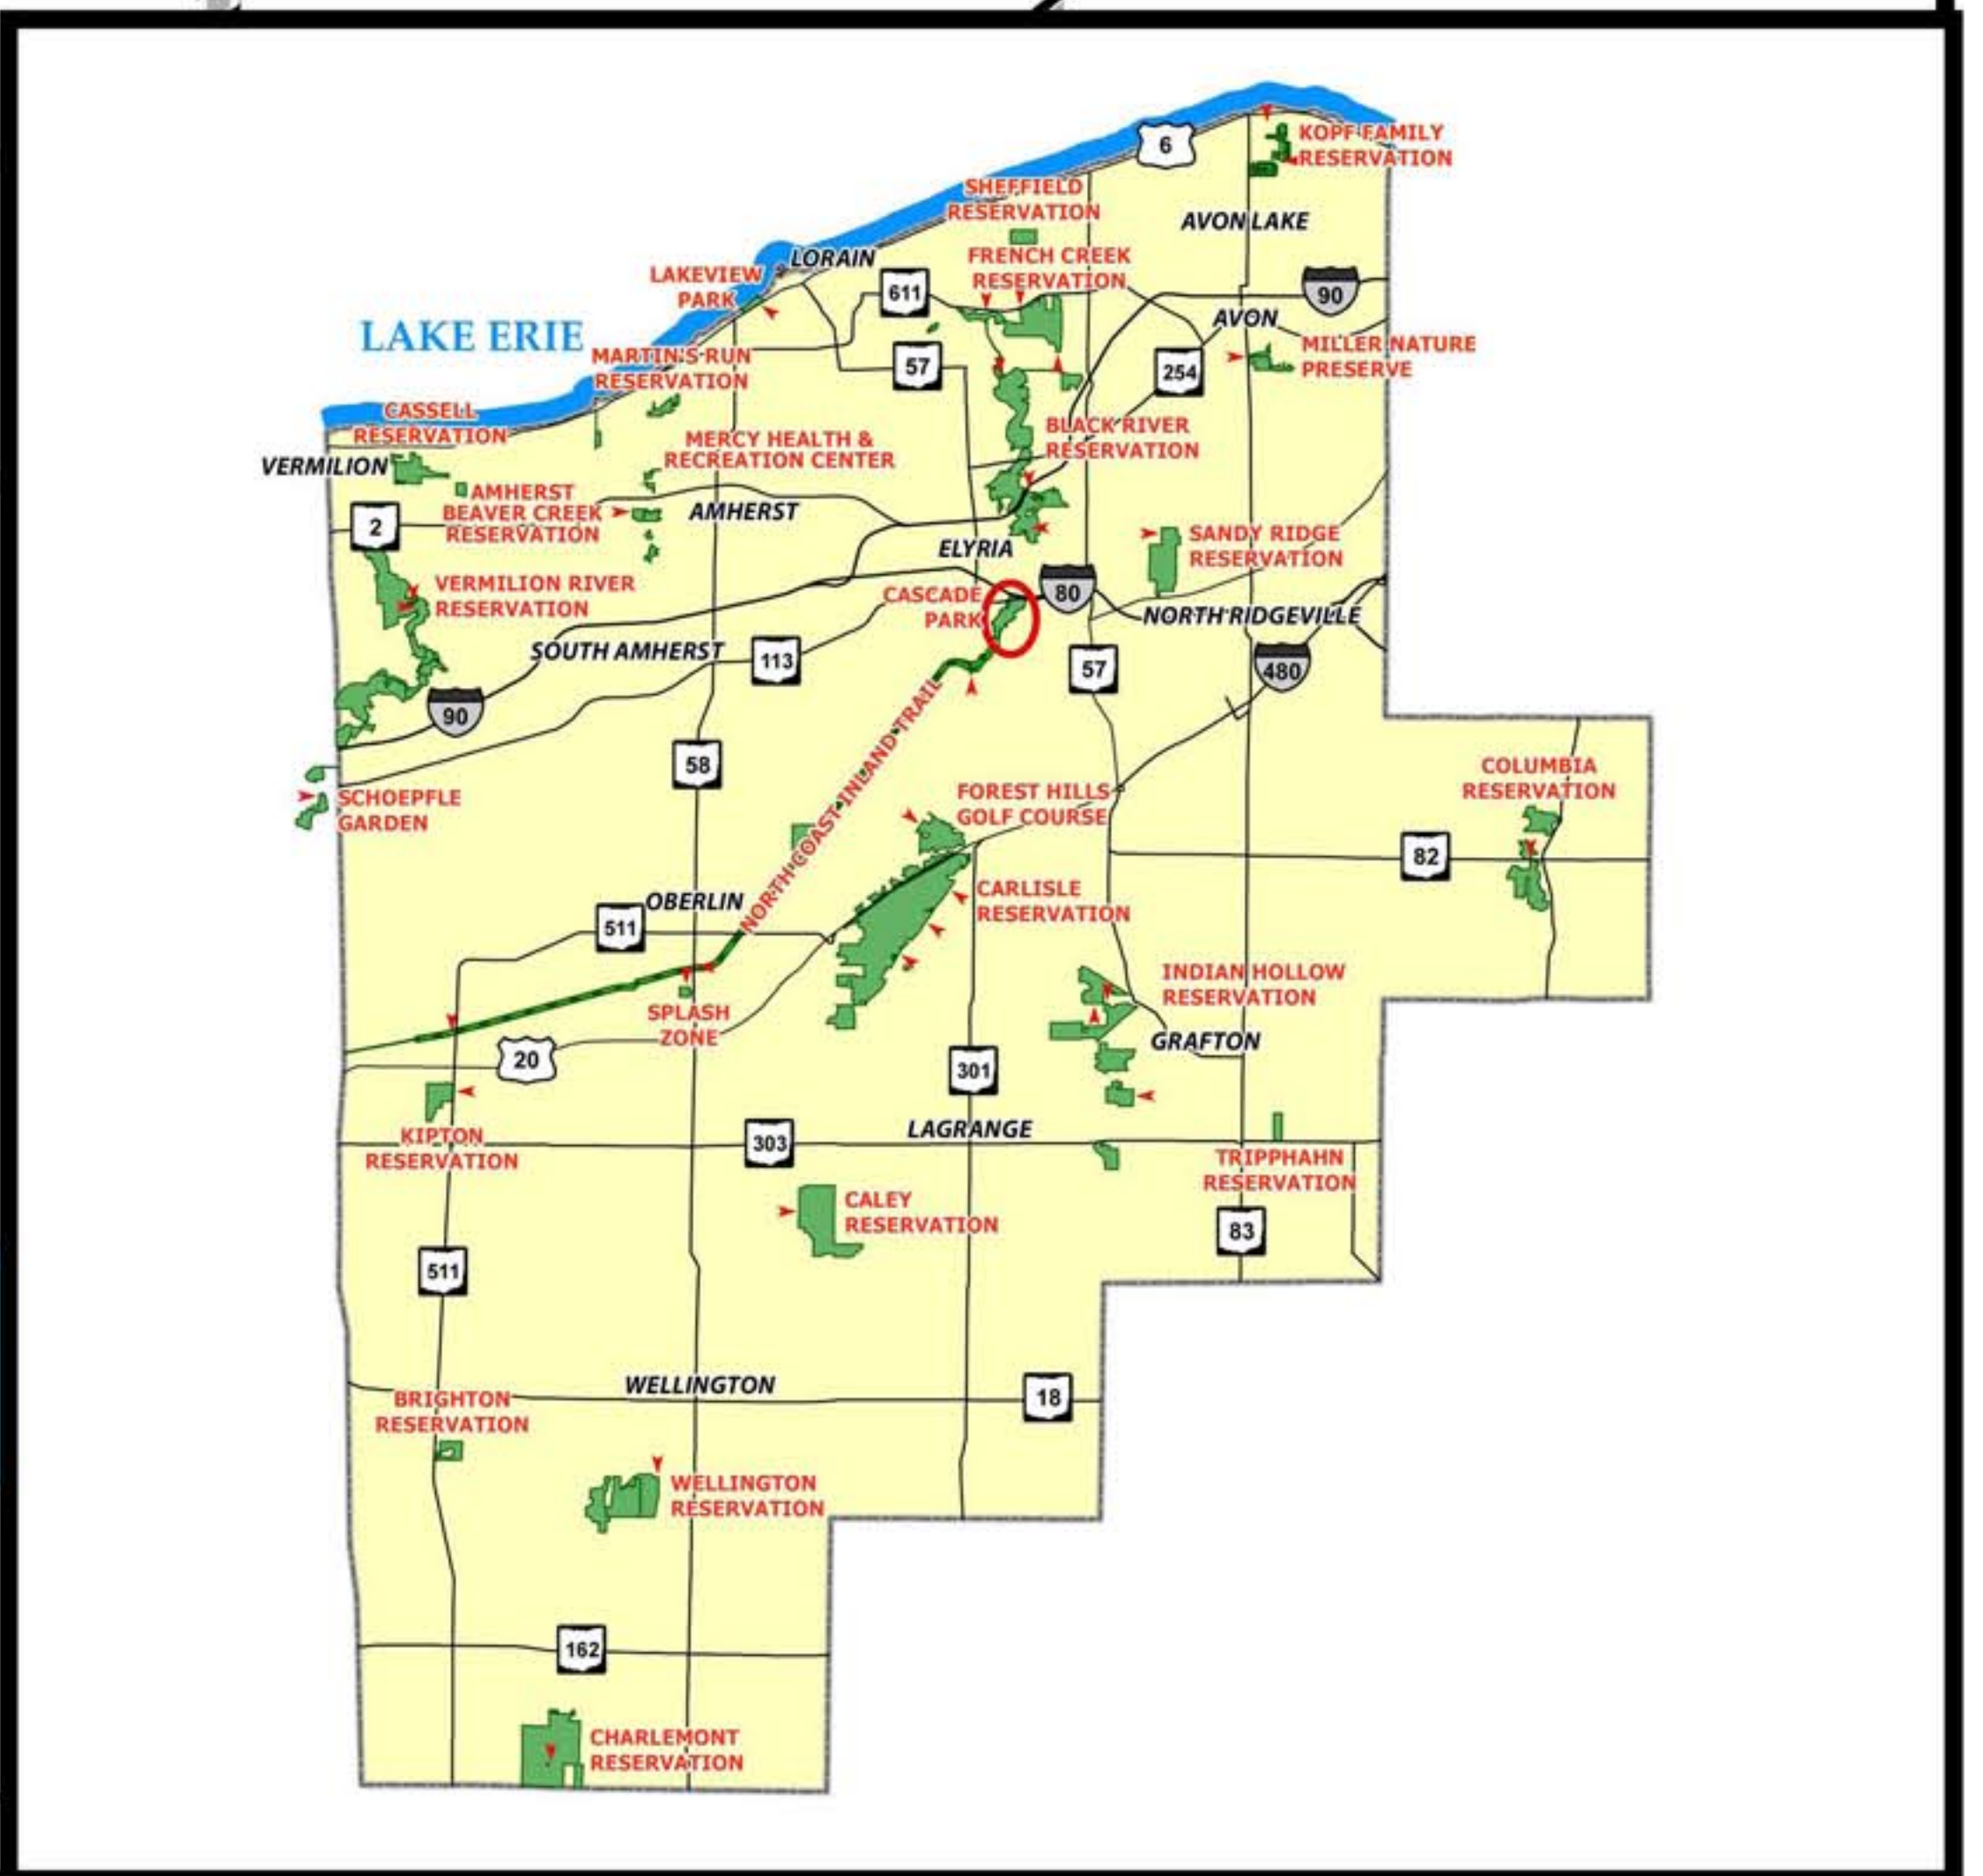 6
KOPF FAMILY
RESERVATION
SHEFFIELD
RESERVATION
AVON LAKE
LORAIN
FRENCH CREEK
RESERVATION
LAKEVIEW
PARK
611
90
AVON
LAKE ERIE
MARTIN'S RUN
RESERVATION
57
254
MILLER NATURE
PRESERVE
CASSELL
RESERVATION
MERCY HEALTH &
RECREATION CENTER
BLACK RIVER
RESERVATION
VERMILION
AMHERST
BEAVER CREEK
RESERVATION
AMHERST
2
ELYRIA
SANDY RIDGE
RESERVATION
VERMILION RIVER
RESERVATION
CASCADE
PARK
80
NORTH RIDGEVILLE
SOUTH AMHERST
113
57
480
90
NORTH COAST INLAND TRAIL
58
COLUMBIA
RESERVATION
SCHOEPFLE
GARDEN
FOREST HILLS
GOLF COURSE
82
OBERLIN
CARLISLE
RESERVATION
511
INDIAN HOLLOW
RESERVATION
SPLASH
ZONE
GRAFTON
20
301
KIPTON
RESERVATION
303
LAGRANGE
TRIPPHAHN
RESERVATION
CALEY
RESERVATION
83
511
WELLINGTON
18
BRIGHTON
RESERVATION
WELLINGTON
RESERVATION
162
CHARLEMONT
RESERVATION